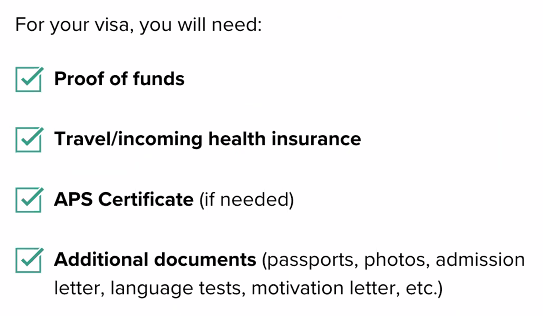 For your visa, you will need:
Proof of funds
Travel/incoming health insurance
APS Certificate (if needed)
Additional documents (passports, photos, admission
letter, language tests, motivation letter, etc.)